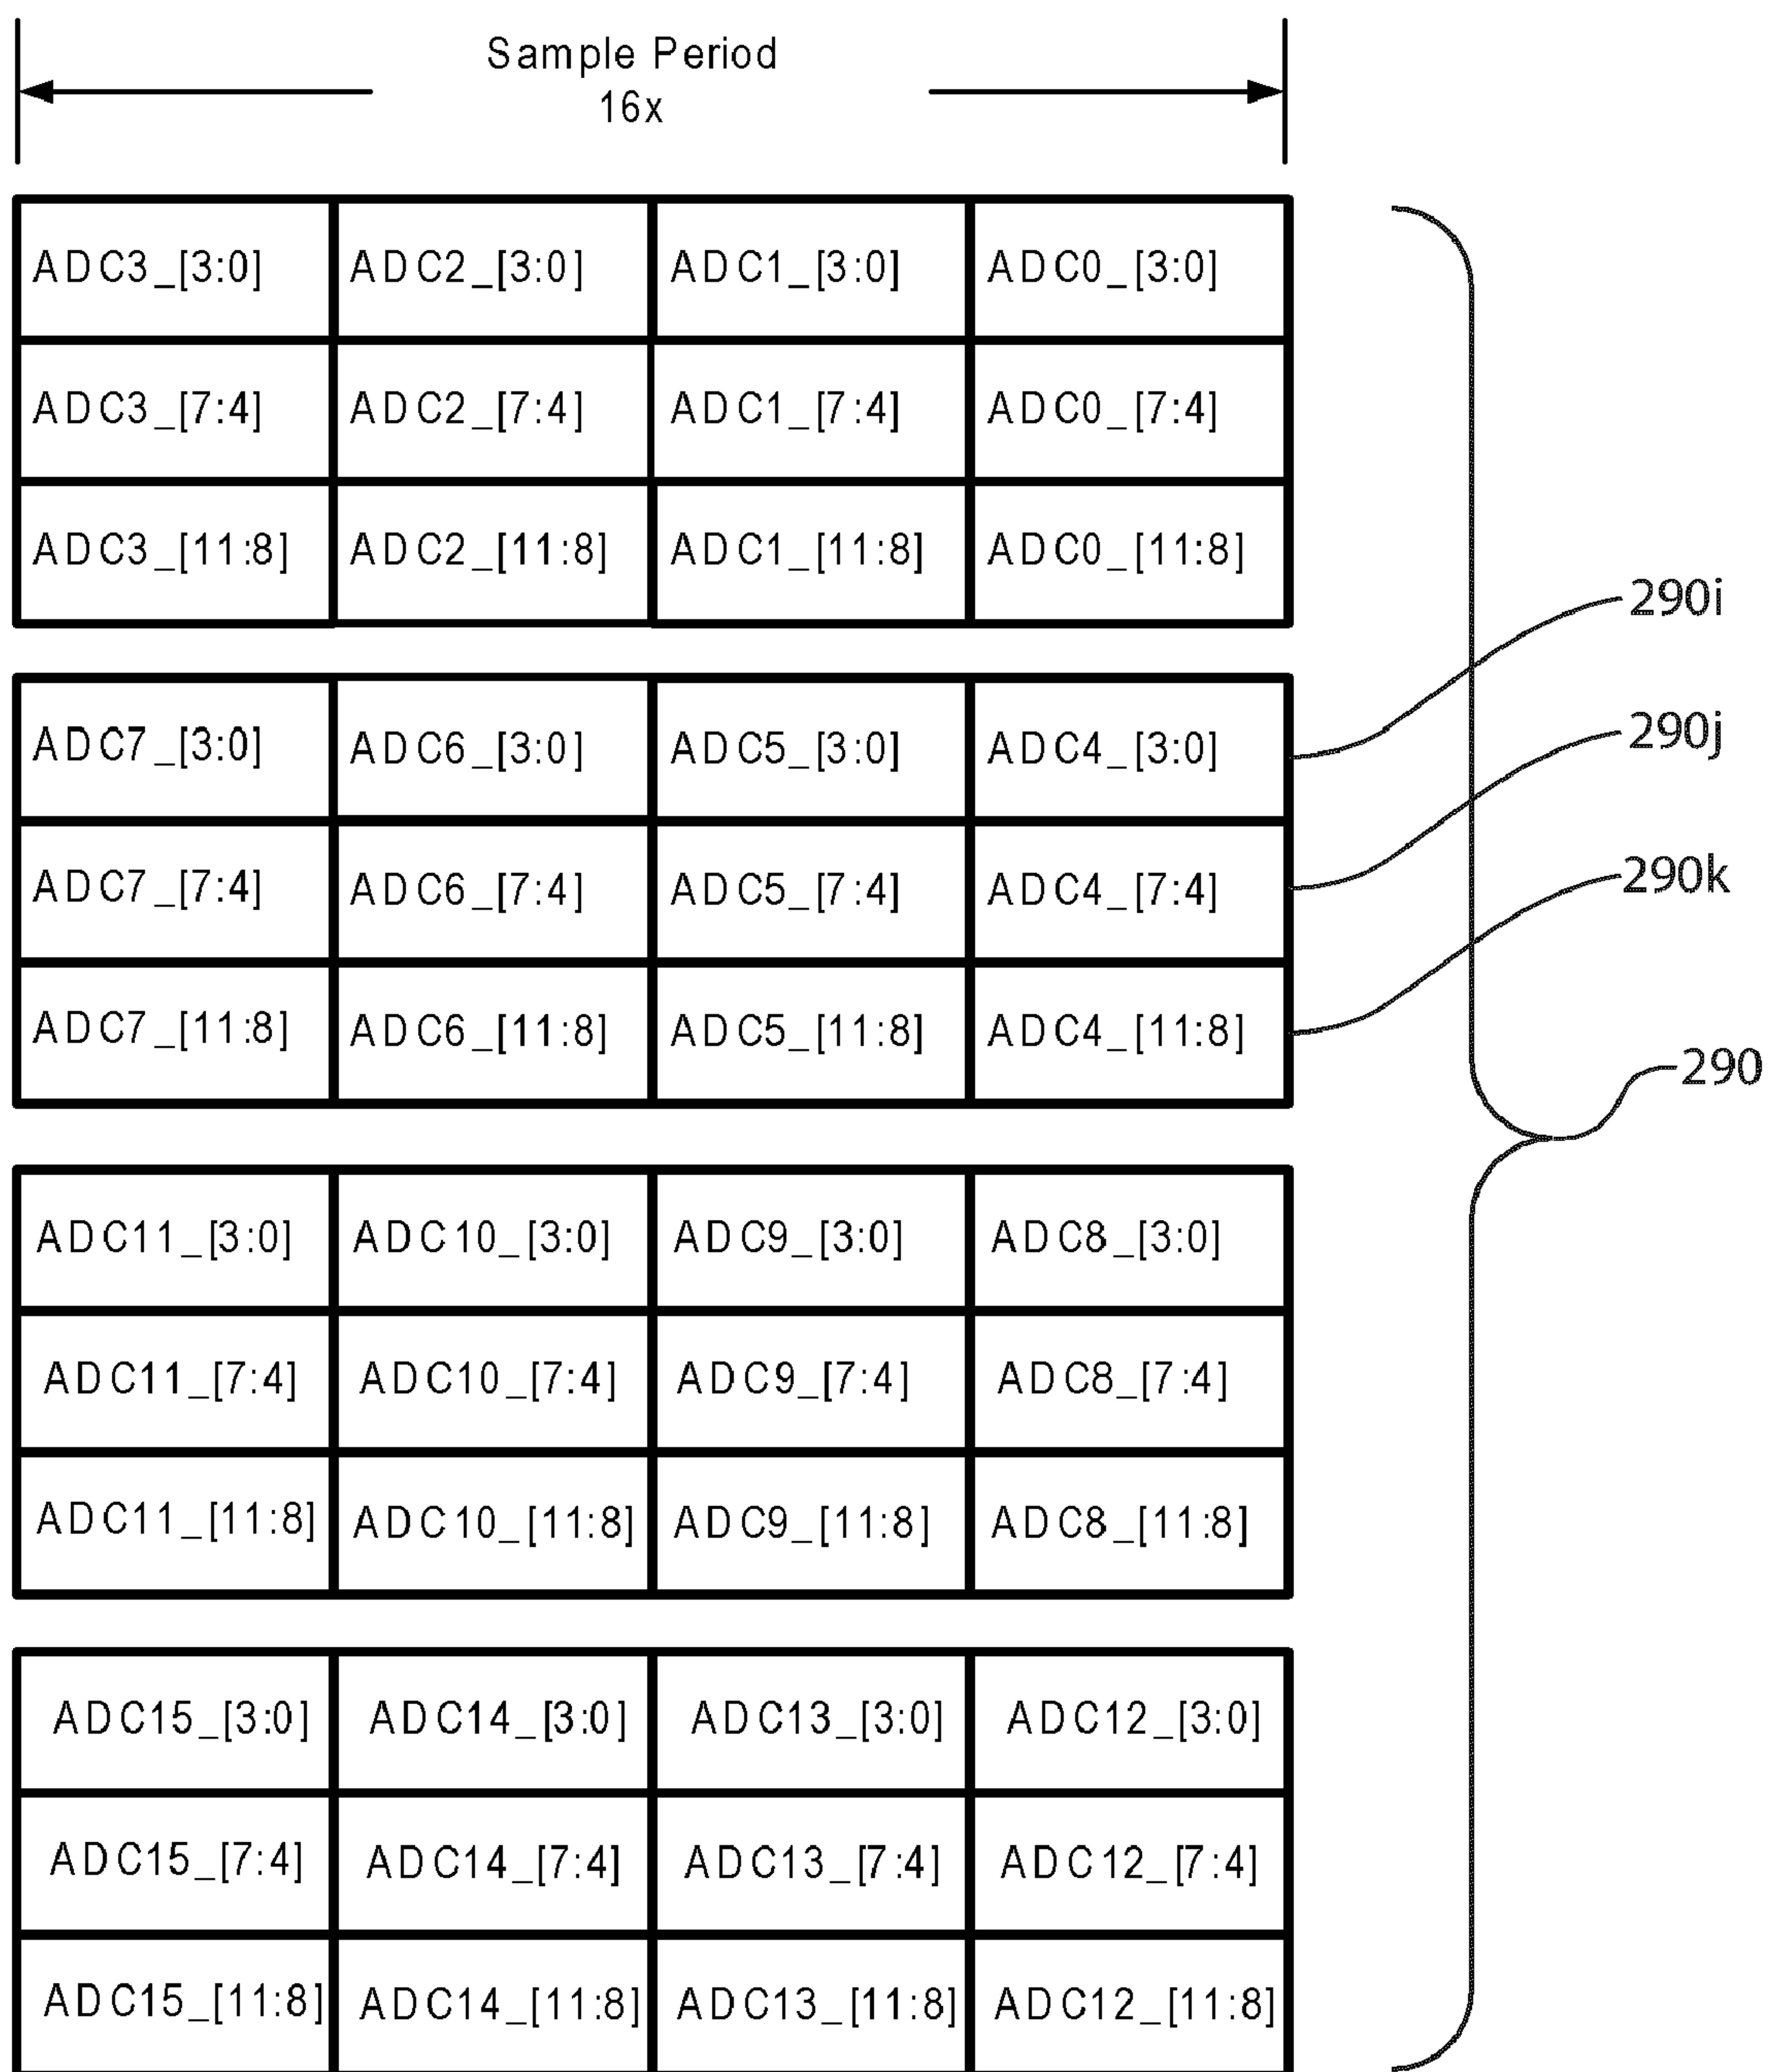 Sample Period
16x
ADC3_[3:0] ADC2_[3:0] ADC1_[3:0] ADC0_[3:0]
ADC3_[7:4] ADC2_[7:4] ADC1_[7:4] ADC0_[7:4]
ADC3_[11:8] ADC2_[11:8] ADC1_[11:8] ADC0_[11:8]
290i
ADC7_[3:0] ADC6_[3:0] ADC5_[3:0] ADC4_[3:0]
290j
ADC7_[7:4] ADC6_[7:4] ADC5_[7:4] ADC4_[7:4]
290k
ADC7_[11:8] ADC6_[11:8] ADC5_[11:8] ADC4_[11:8]
290
ADC11_[3:0] ADC10_[3:0] ADC9_[3:0] ADC8_[3:0]
ADC11_[7:4] ADC10_[7:4] ADC9_[7:4] ADC8_[7:4]
ADC11_[11:8] ADC10_[11:8] ADC9_[11:8] ADC8_[11:8]
ADC15_[3:0] ADC14_[3:0] ADC13_[3:0] ADC12_[3:0]
ADC15_[7:4] ADC14_[7:4] ADC13_[7:4] ADC12_[7:4]
ADC15_[11:8] ADC14_[11:8] ADC13_[11:8] ADC12_[11:8]